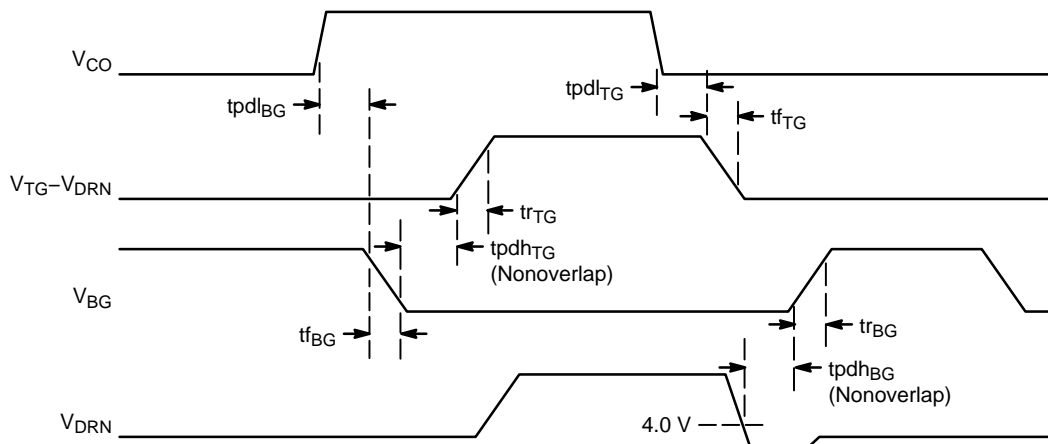 V_CO
tpdl_BG
tpdl_TG
tf_TG
V_TG–V_DRN
tr_TG
tpdh_TG
(Nonoverlap)
V_BG
tf_BG
tr_BG
tpdh_BG
(Nonoverlap)
4.0 V
V_DRN